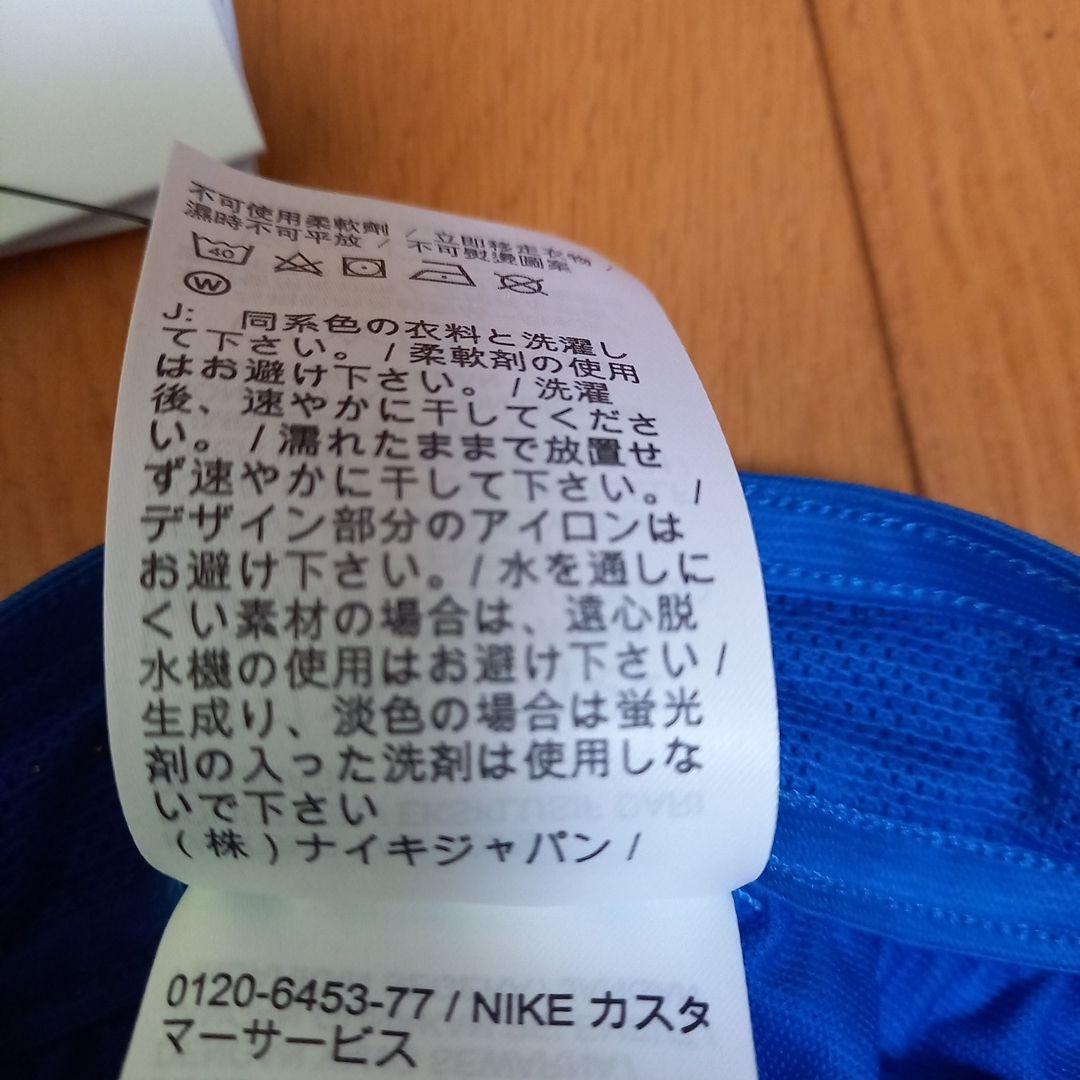 不可使用柔軟劑 / 立即移走衣物 /
濕時不可平放 / 不可熨燙圖案
40
W
J: 同系色の衣料と洗濯し
て下さい。 / 柔軟剤の使用
はお避け下さい。 / 洗濯
後、速やかに干してくださ
い。 / 濡れたままで放置せ
ず速やかに干して下さい。 /
デザイン部分のアイロンは
お避け下さい。 / 水を通しに
くい素材の場合は、遠心脱
水機の使用はお避け下さい /
生成り、淡色の場合は蛍光
剤の入った洗剤は使用しな
いで下さい
(株)ナイキジャパン /
0120-6453-77 / NIKE カスタ
マーサービス